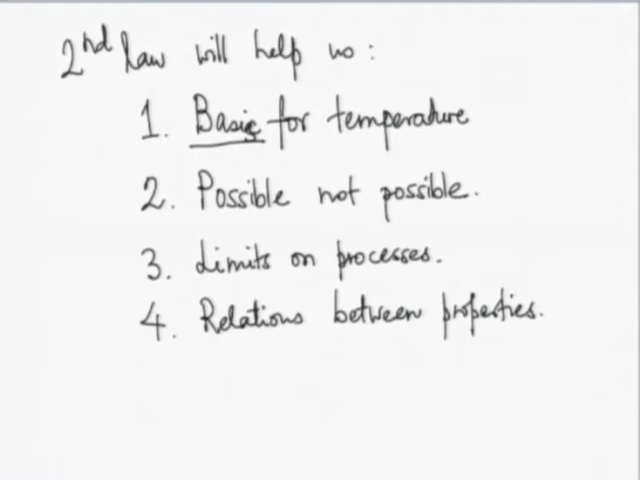 2nd Law will help us:
1. Basis for temperature
2. Possible not possible.
3. Limits on processes.
4. Relations between properties.